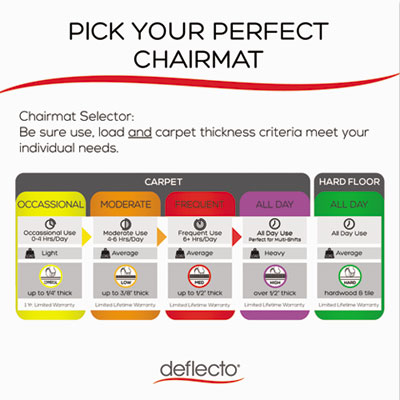 PICK YOUR PERFECT
CHAIRMAT
Chairmat Selector:
Be sure use, load and carpet thickness criteria meet your
individual needs.
CARPET
HARD FLOOR
OCCASSIONAL
MODERATE
FREQUENT
ALL DAY
ALL DAY
Occassional Use
0-4 Hrs/Day
Moderate Use
4-6 Hrs/Day
Frequent Use
6+ Hrs/Day
All Day Use
Perfect for Multi-Shifts
All Day Use
Light
Average
Average
Heavy
Average
LOW
MED
HIGH
HARD
up to 1/4" thick
up to 3/8" thick
up to 1/2" thick
over 1/2" thick
hardwood & tile
1 Yr. Limited Warranty
Limited Lifetime Warranty
Limited Lifetime Warranty
Limited Lifetime Warranty
Limited Lifetime Warranty
deflecto®